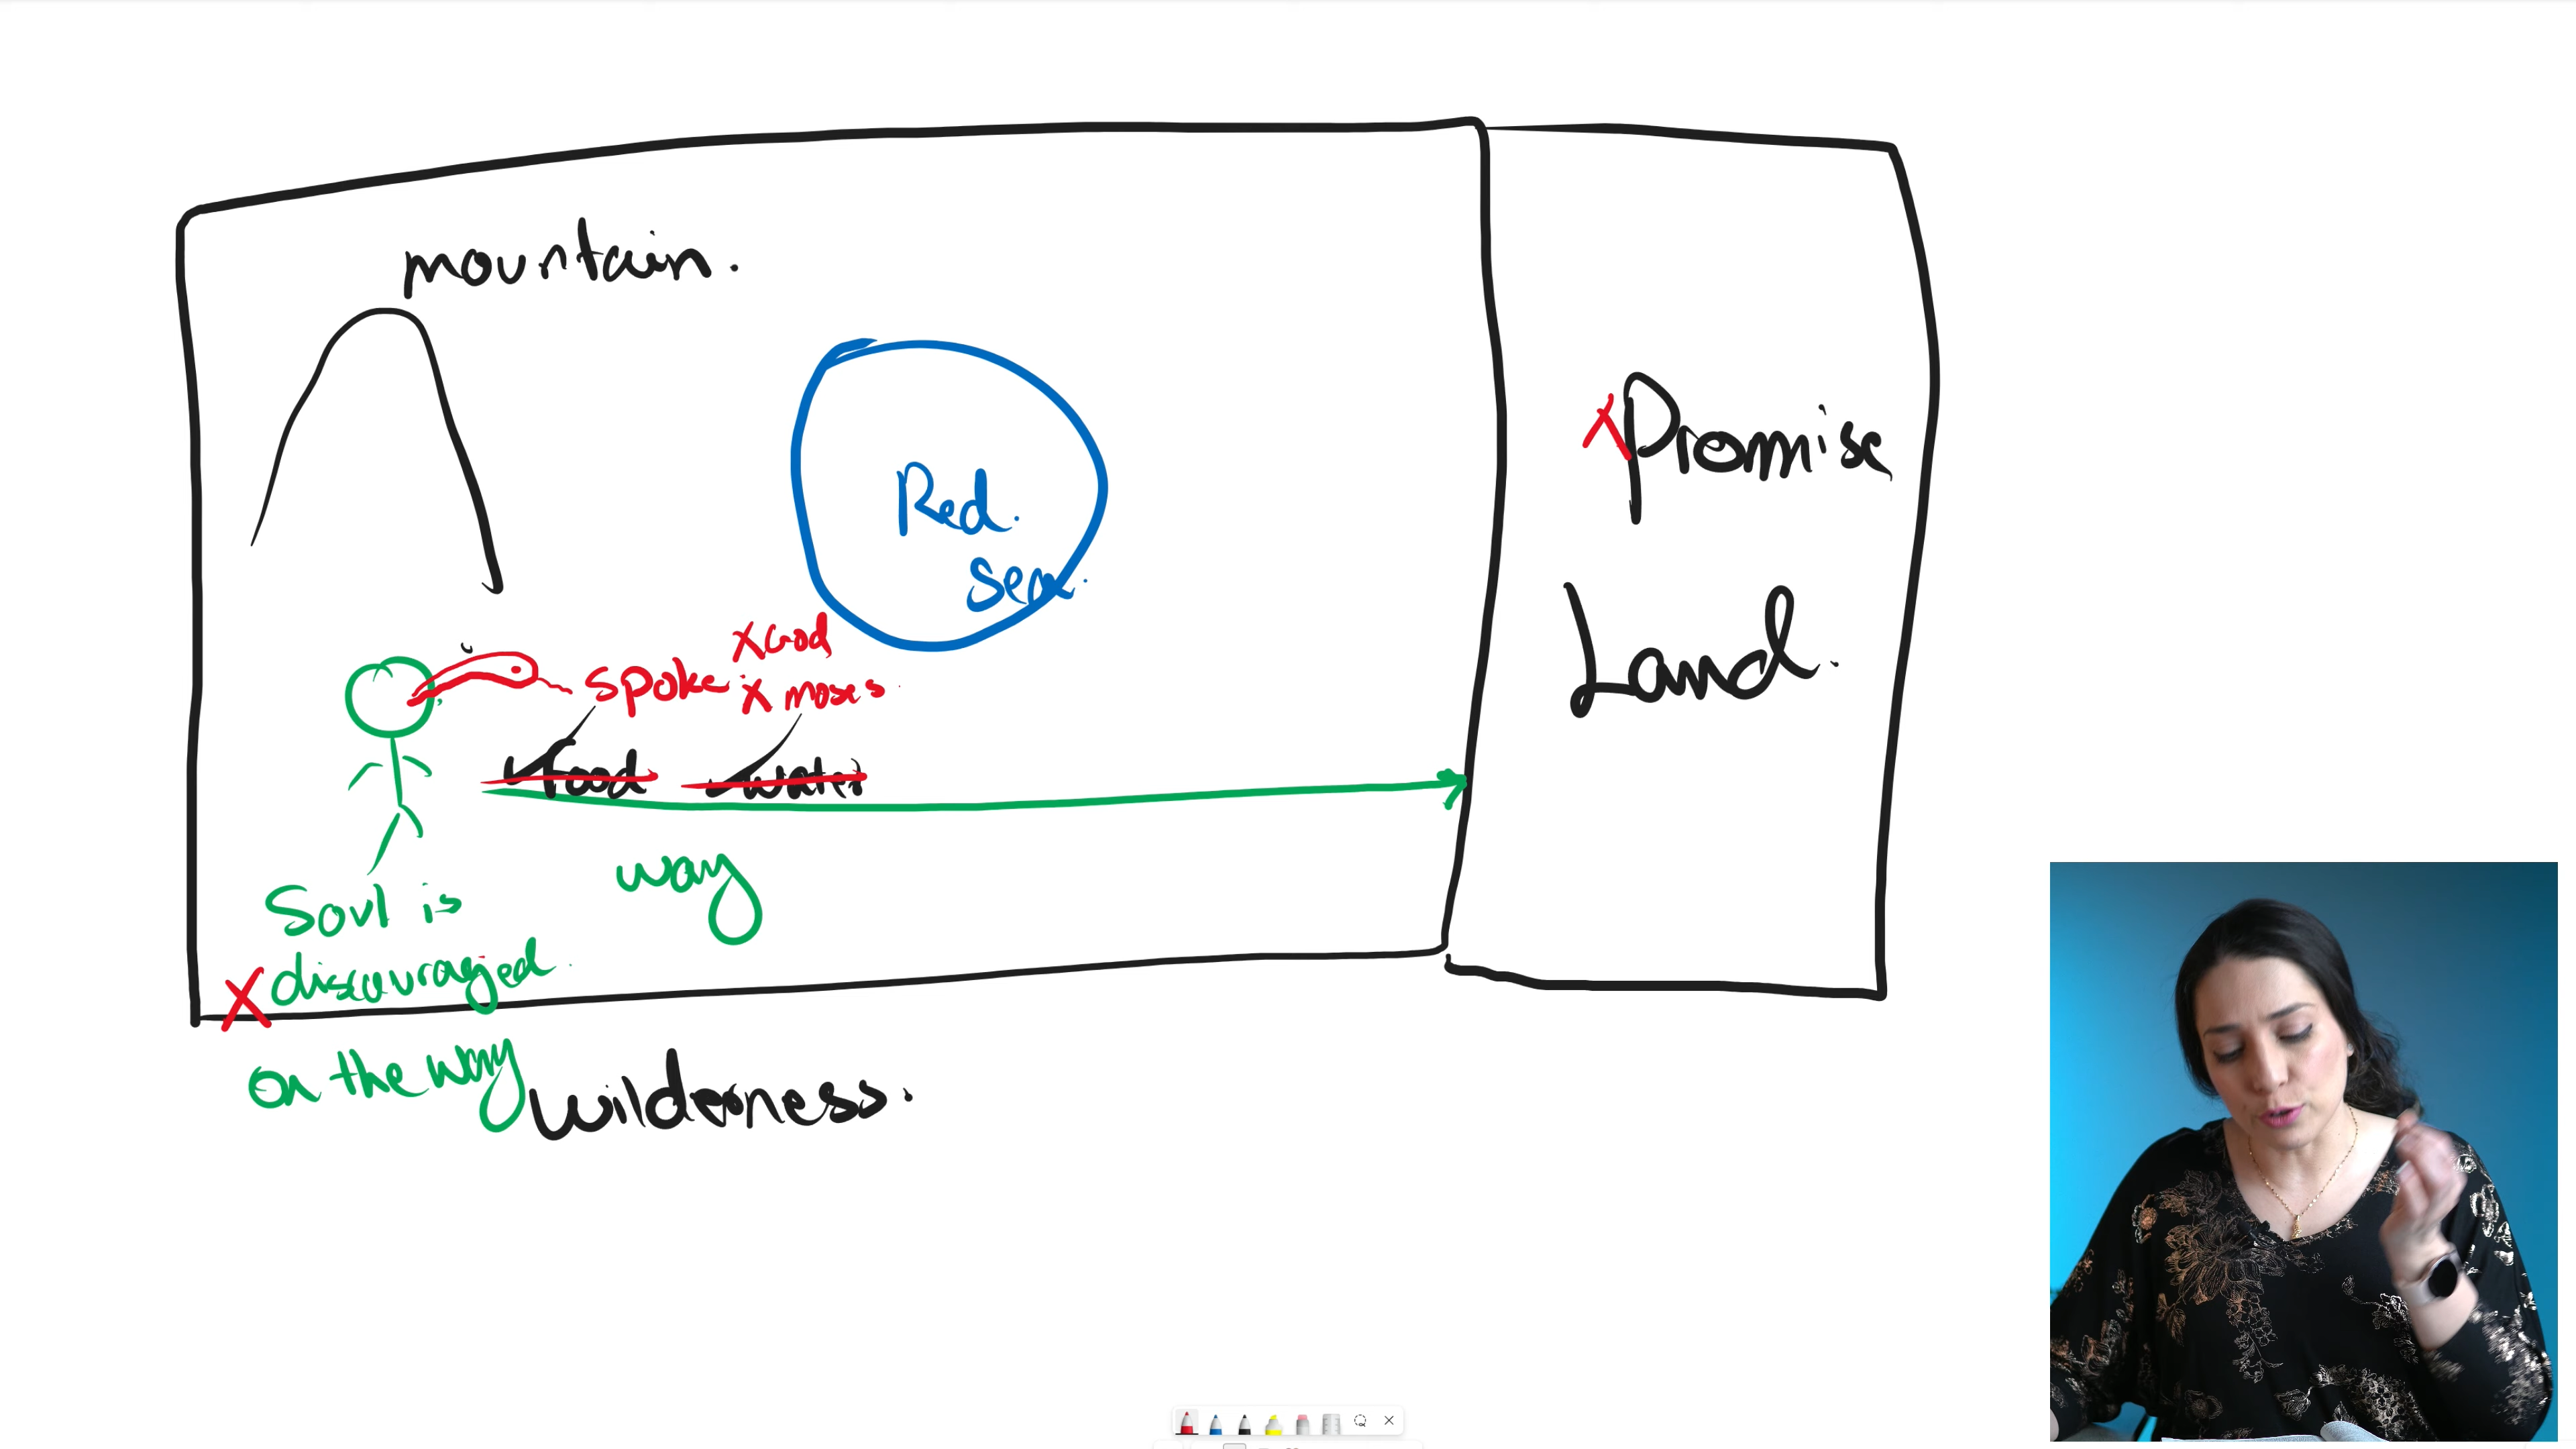 mountain.
Red.
Sea.
Promise
Land.
x God
spoke x moses
food water
way
Soul is
x discouraged.
on the way
wilderness.